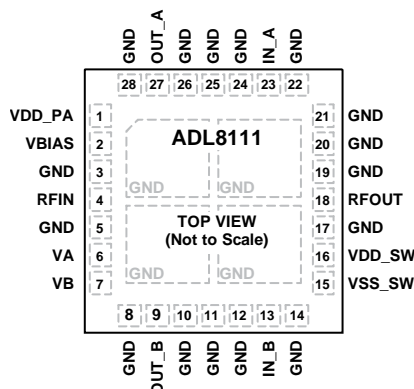 GND
OUT_A
GND
GND
GND
IN_A
GND
28 27 26 25 24 23 22
VDD_PA 1
VBIAS 2
GND 3
RFIN 4
GND 5
VA 6
VB 7
ADL8111
GND GND
TOP VIEW
(Not to Scale)
GND GND
21 GND
20 GND
19 GND
18 RFOUT
17 GND
16 VDD_SW
15 VSS_SW
8 9 10 11 12 13 14
GND
OUT_B
GND
GND
GND
IN_B
GND